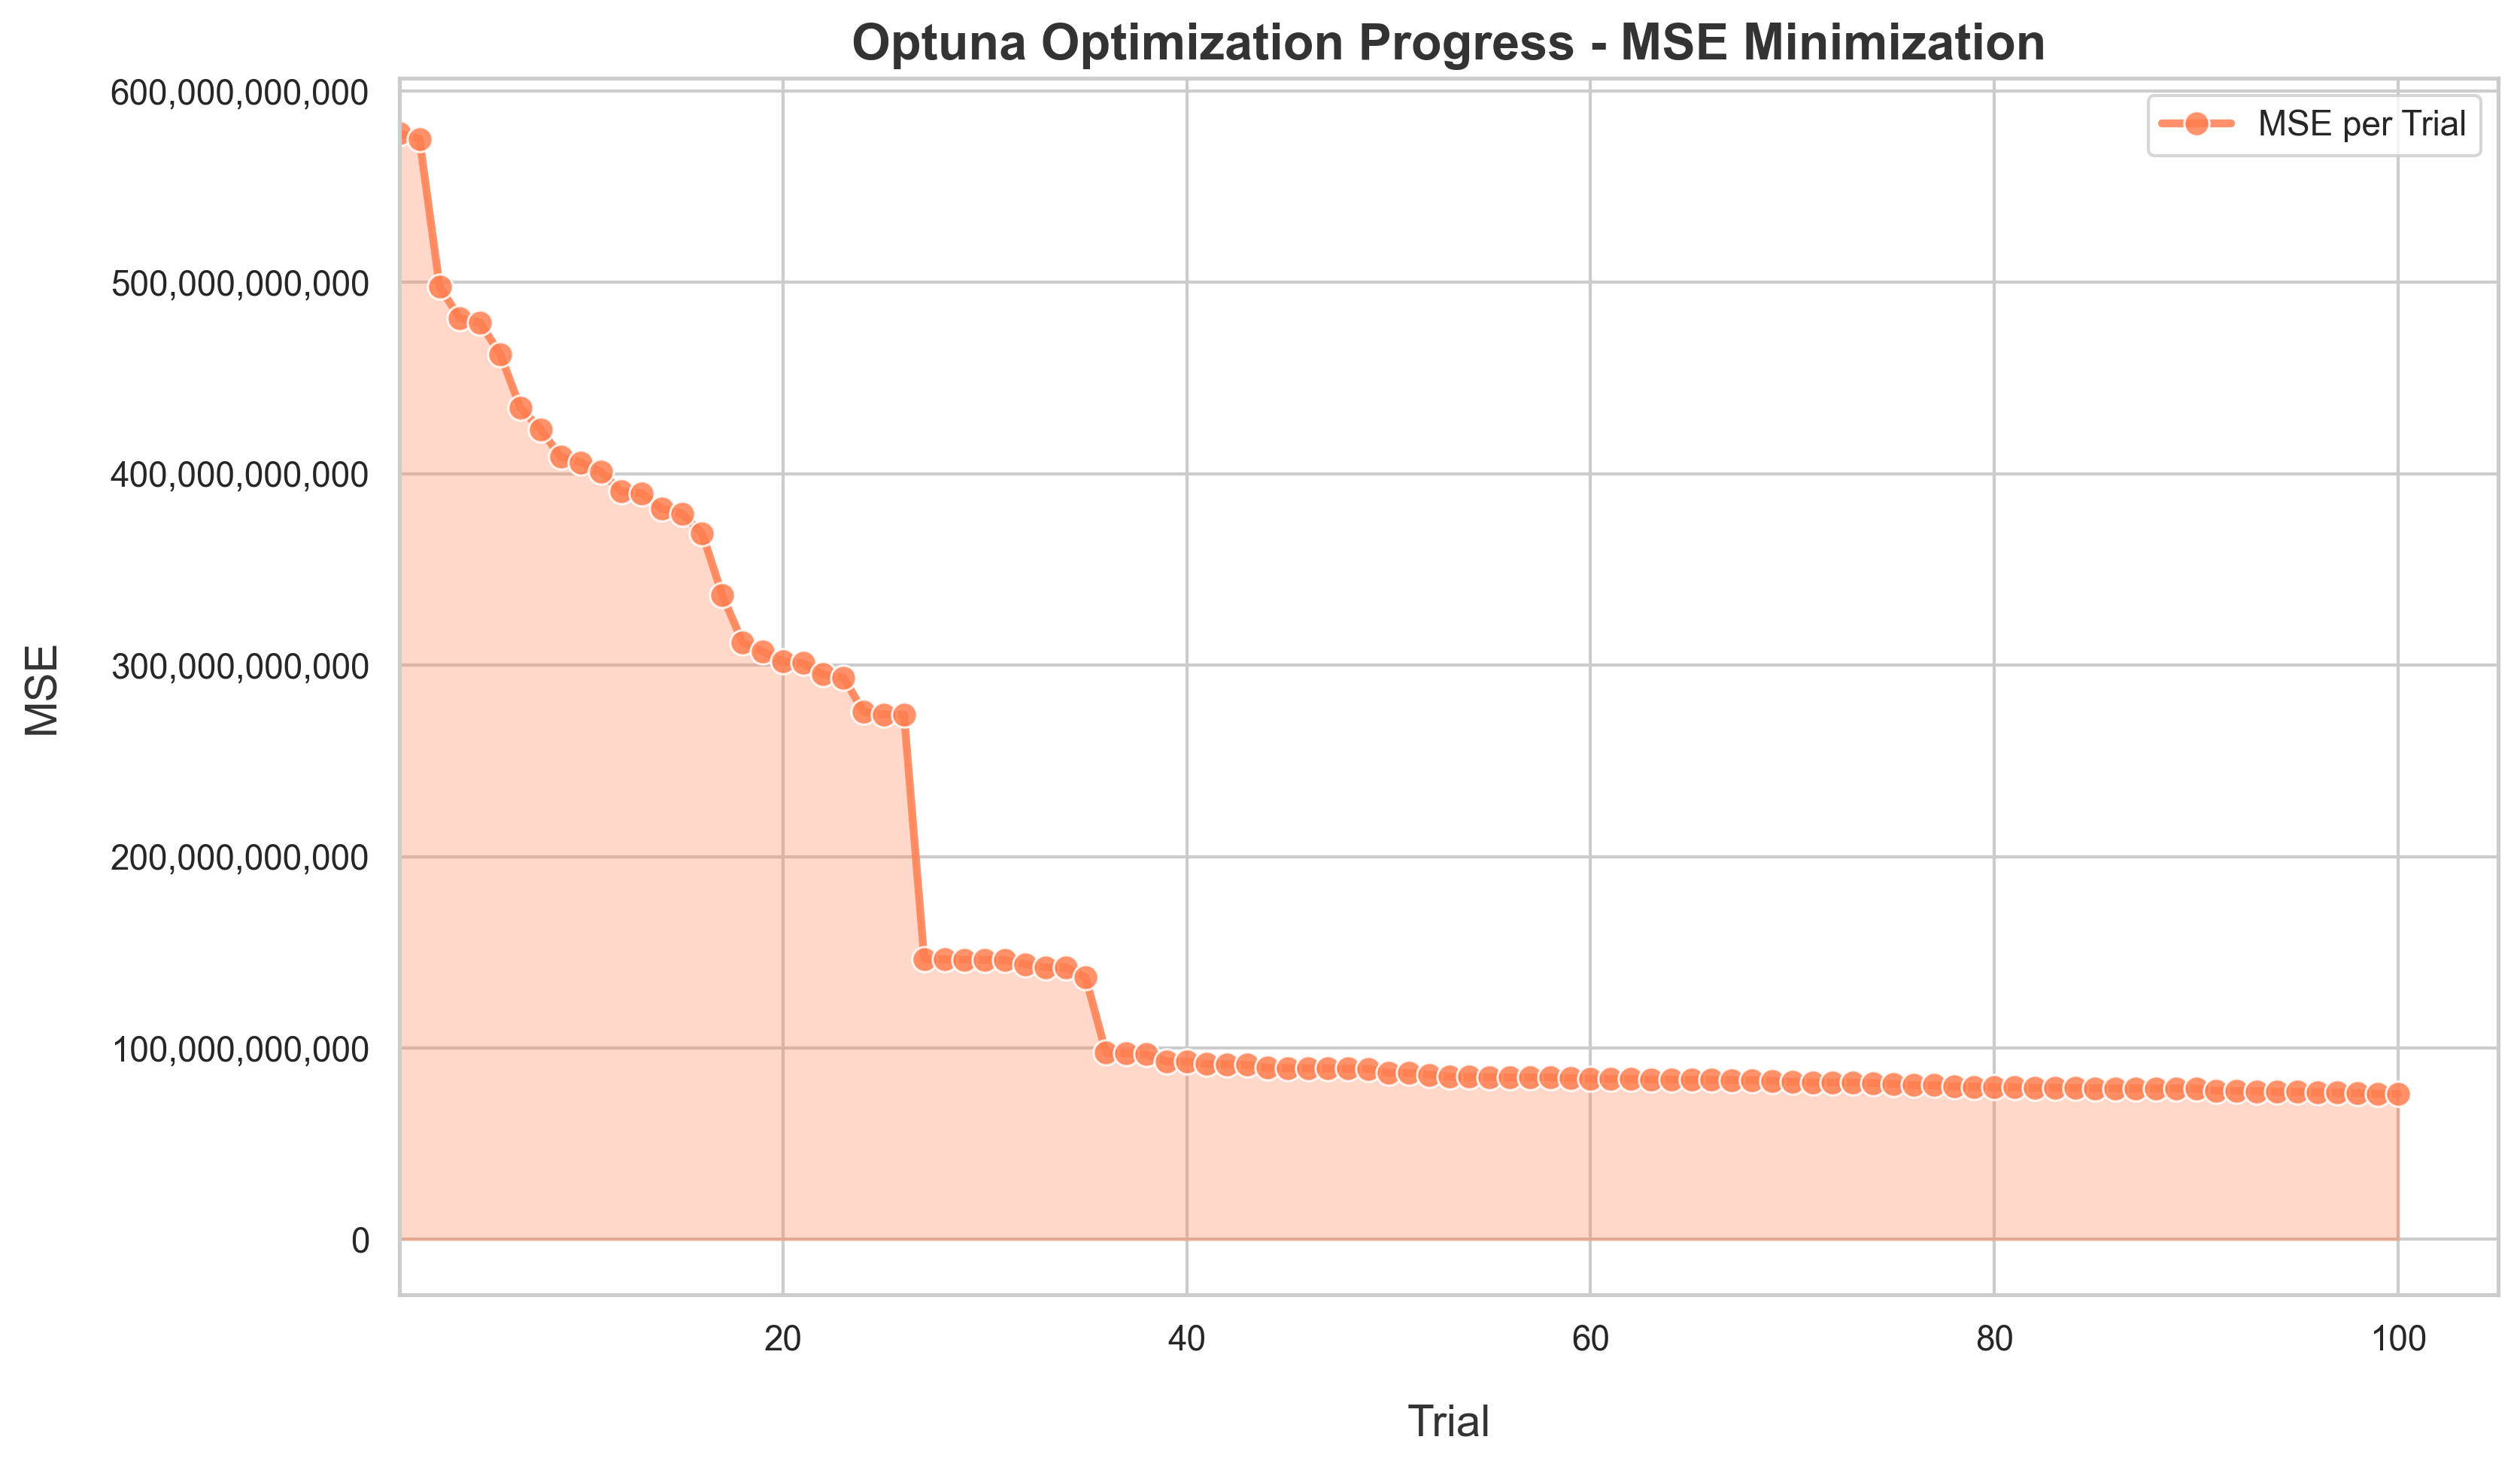 Optuna Optimization Progress - MSE Minimization
MSE per Trial
MSE
600,000,000,000
500,000,000,000
400,000,000,000
300,000,000,000
200,000,000,000
100,000,000,000
0
20 40 60 80 100
Trial